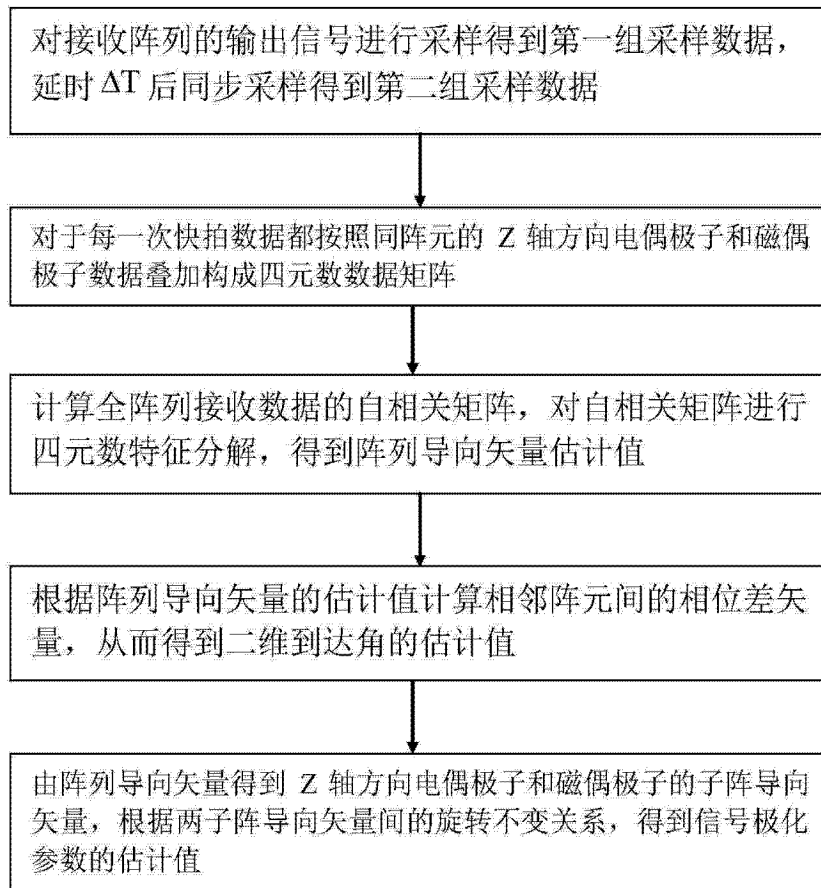 对接收阵列的输出信号进行采样得到第一组采样数据，
延时ΔT后同步采样得到第二组采样数据
对于每一次快拍数据都按照同阵元的 Z 轴方向电偶极子和磁偶
极子数据叠加构成四元数数据矩阵
计算全阵列接收数据的自相关矩阵，对自相关矩阵进行
四元数特征分解，得到阵列导向矢量估计值
根据阵列导向矢量的估计值计算相邻阵元间的相位差矢
量，从而得到二维到达角的估计值
由阵列导向矢量得到 Z 轴方向电偶极子和磁偶极子的子阵导向
矢量，根据两子阵导向矢量间的旋转不变关系，得到信号极化
参数的估计值